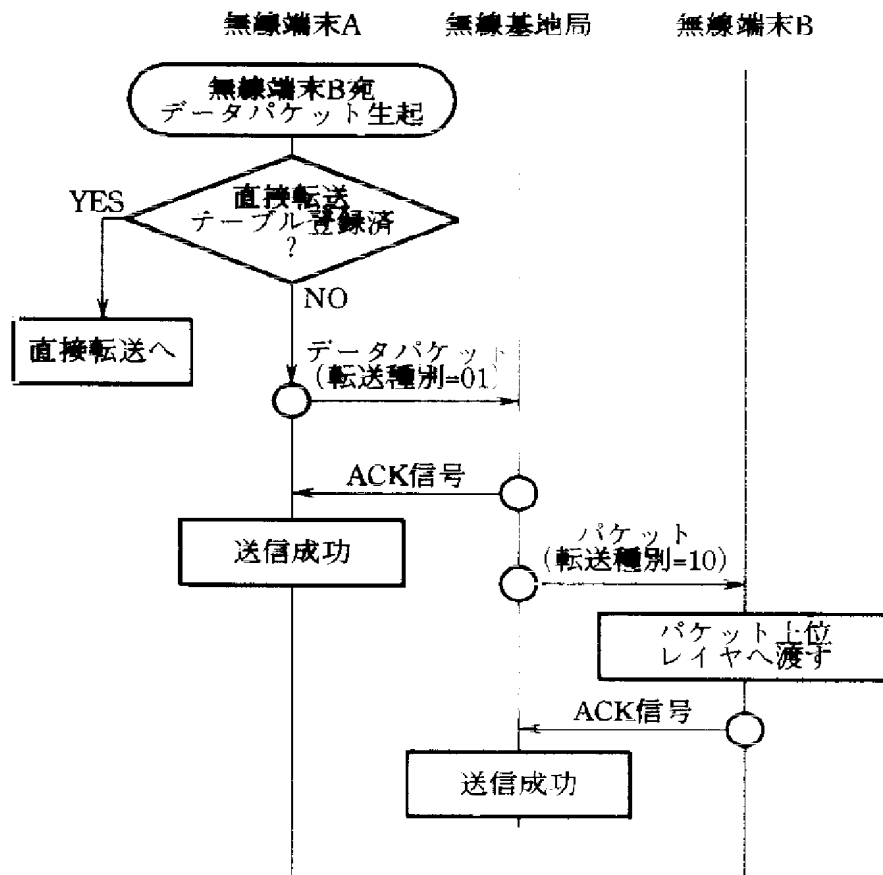 無線端末A 無線基地局 無線端末B
無線端末B宛
データパケット生起
直接転送
テーブル登録済
?
YES
NO
直接転送へ
データパケット
(転送種別=01)
ACK信号
送信成功
パケット
(転送種別=10)
パケット上位
レイヤへ渡す
ACK信号
送信成功